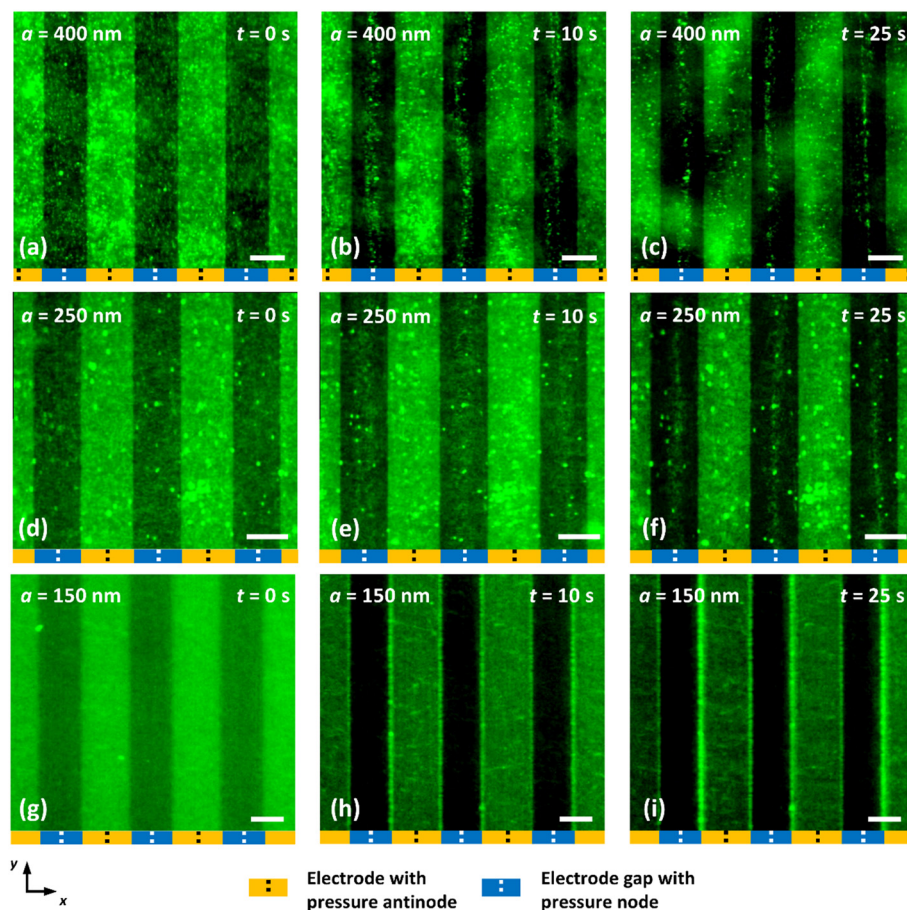 a = 400 nm t = 0 s
(a)
a = 400 nm t = 10 s
(b)
a = 400 nm t = 25 s
(c)
a = 250 nm t = 0 s
(d)
a = 250 nm t = 10 s
(e)
a = 250 nm t = 25 s
(f)
a = 150 nm t = 0 s
(g)
a = 150 nm t = 10 s
(h)
a = 150 nm t = 25 s
(i)
y
x
Electrode with
pressure antinode
Electrode gap with
pressure node